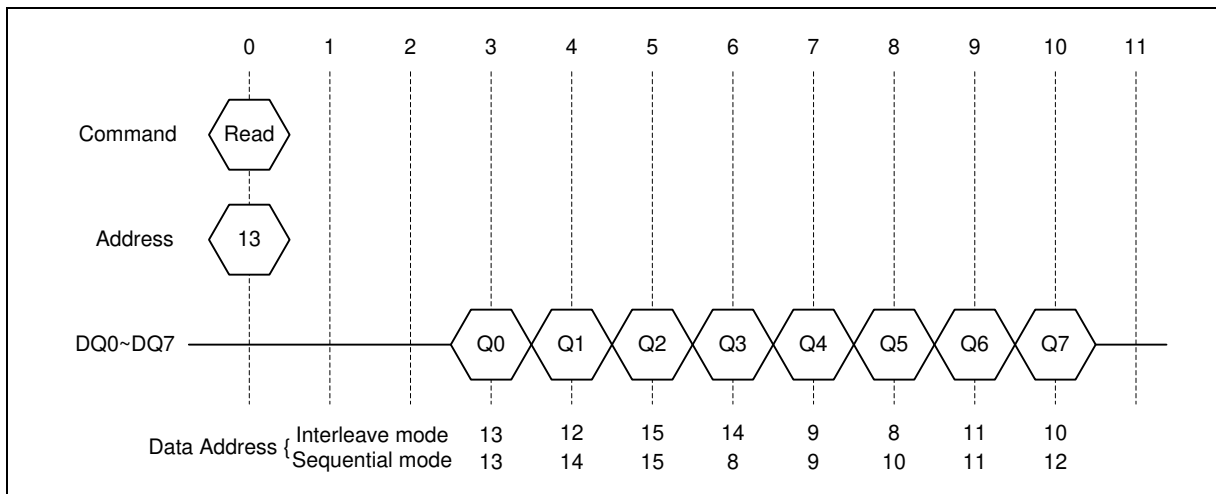 0 1 2 3 4 5 6 7 8 9 10 11
Command Read
Address 13
DQ0~DQ7 Q0 Q1 Q2 Q3 Q4 Q5 Q6 Q7
Data Address { Interleave mode 13 12 15 14 9 8 11 10
Sequential mode 13 14 15 8 9 10 11 12